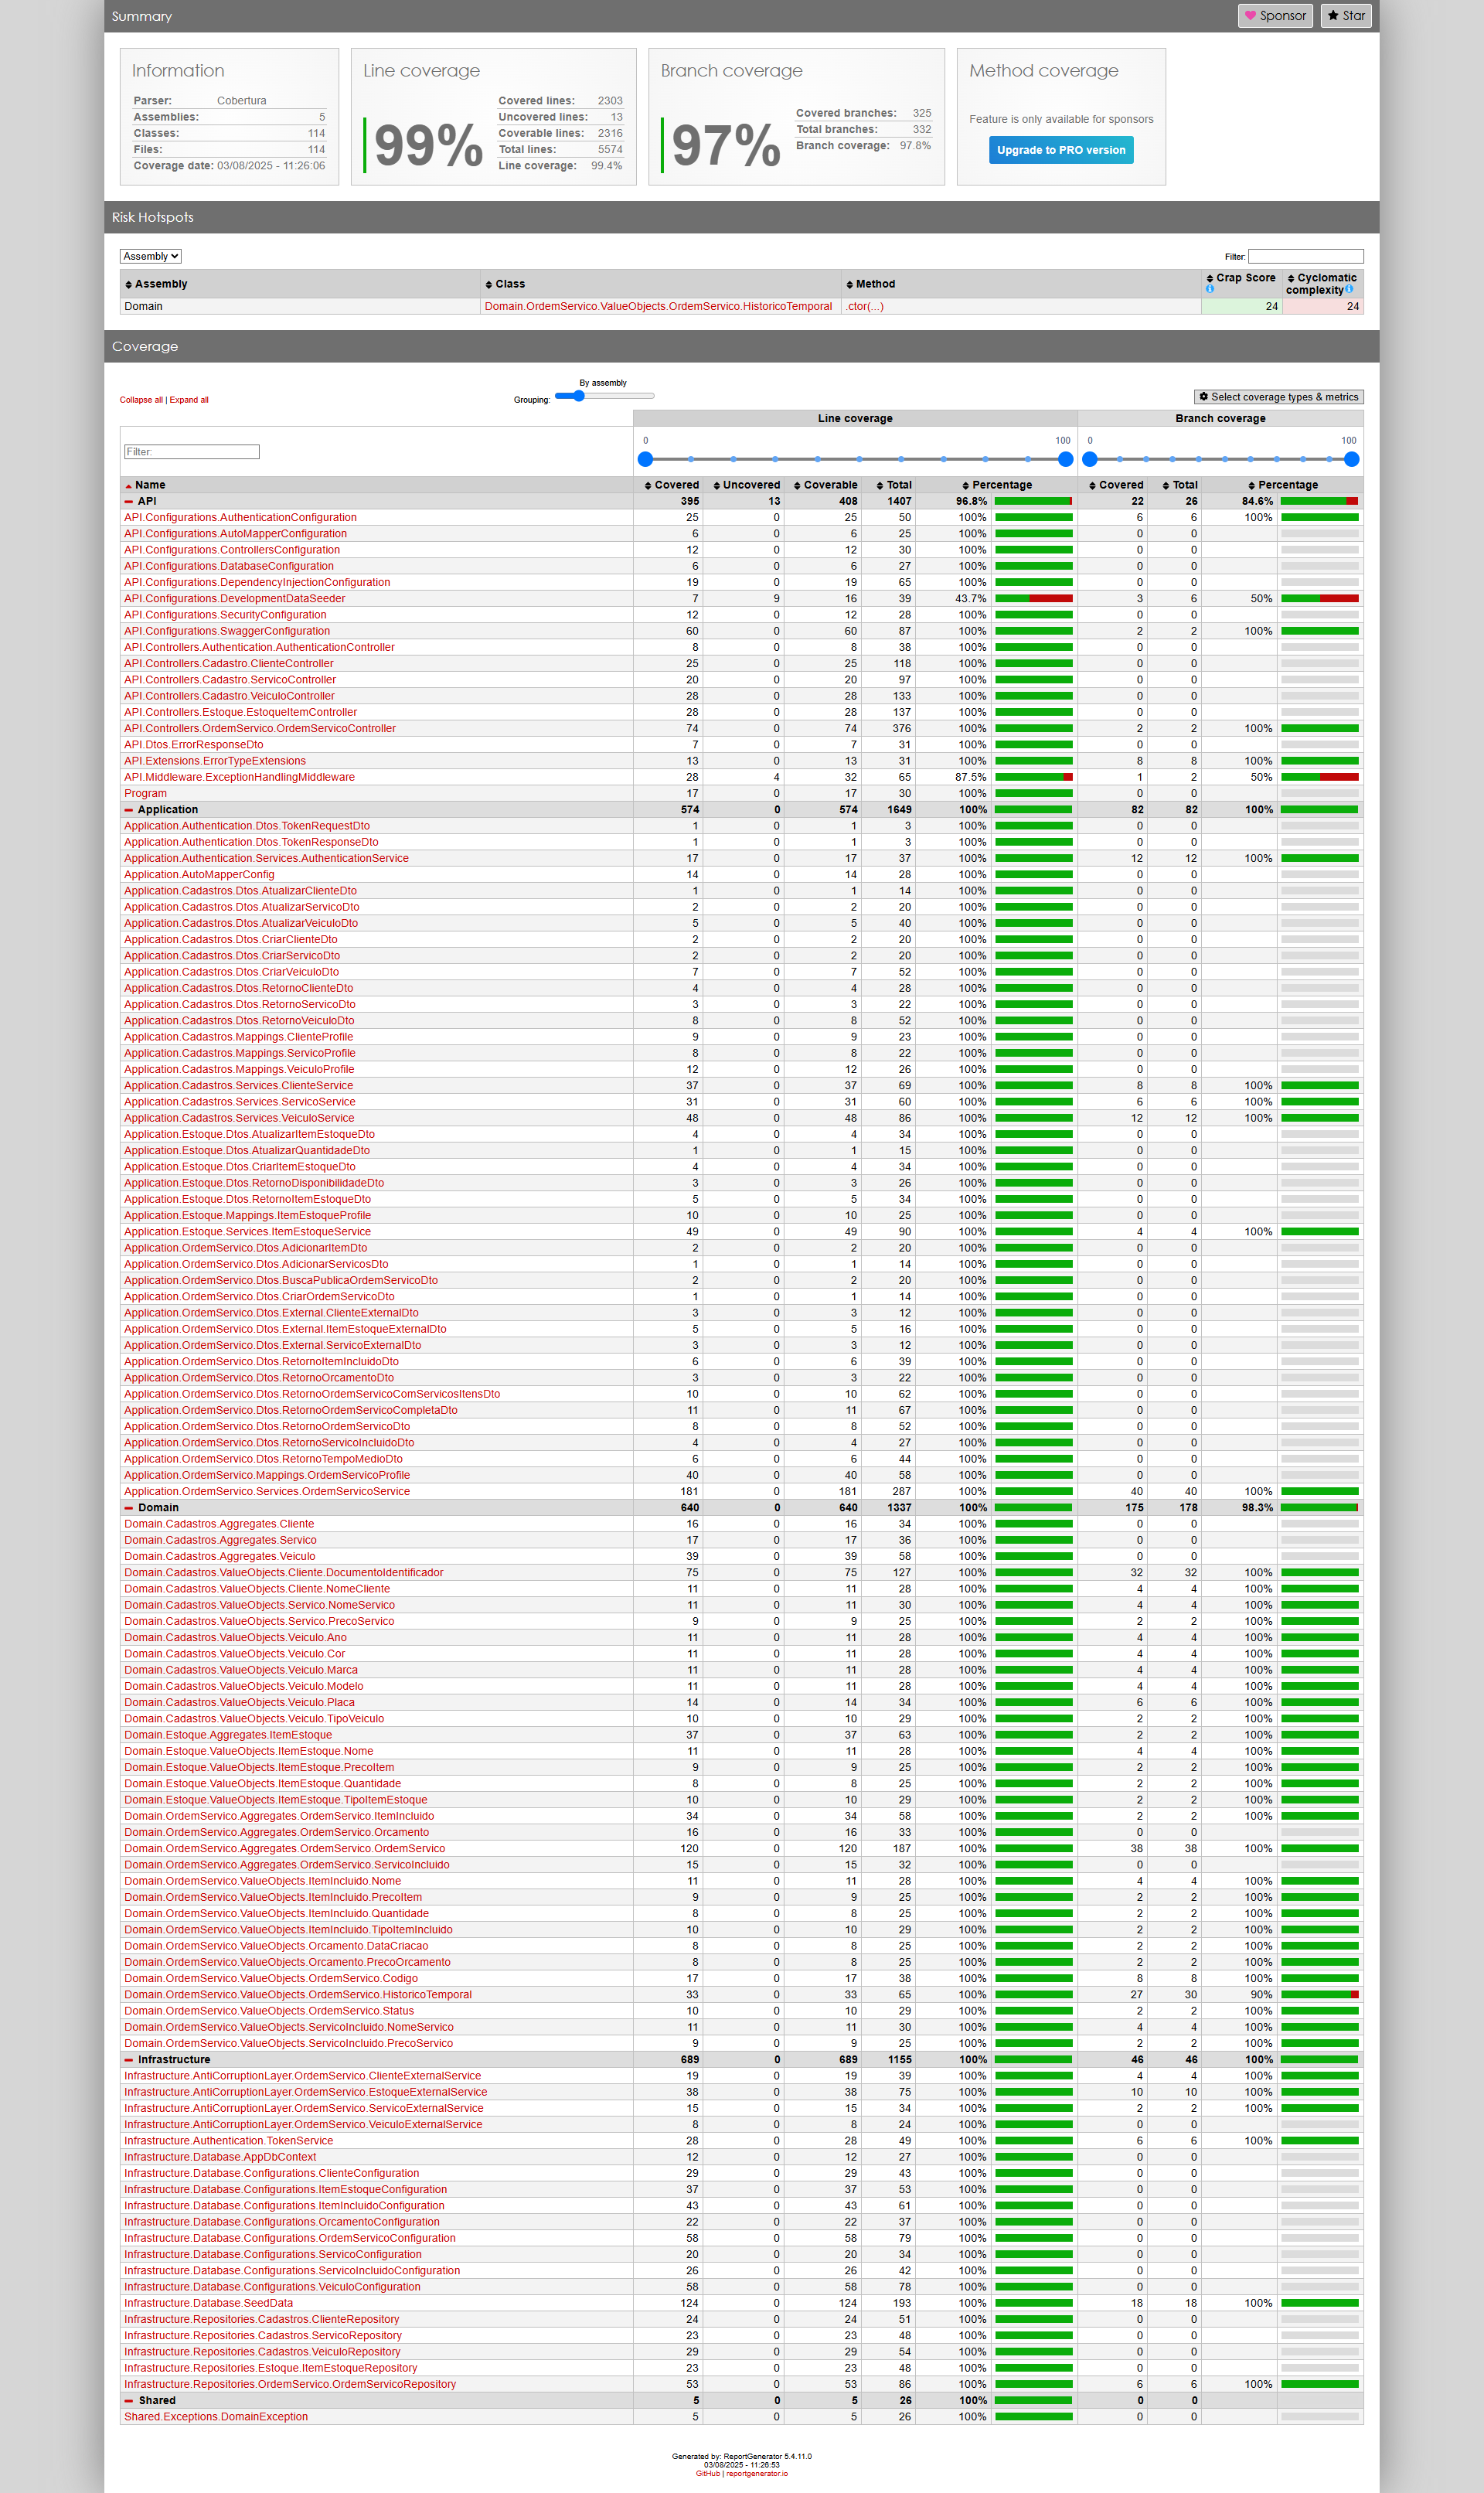 Summary
Sponsor Star
Information
Parser: Cobertura
Assemblies: 5
Classes: 114
Files: 114
Coverage date: 03/08/2025 - 11:26:06
Line coverage
99%
Covered lines: 2303
Uncovered lines: 13
Coverable lines: 2316
Total lines: 5574
Line coverage: 99.4%
Branch coverage
97%
Covered branches: 325
Total branches: 332
Branch coverage: 97.8%
Method coverage
Feature is only available for sponsors
Upgrade to PRO version
Risk Hotspots
Assembly
Filter:
Assembly Class Method Crap Score Cyclomatic complexity
Domain Domain.OrdemServico.ValueObjects.OrdemServico.HistoricoTemporal .ctor(...) 24 24
Coverage
Collapse all | Expand all
By assembly
Grouping:
Select coverage types & metrics
Line coverage Branch coverage
Filter:
0 100 0 100
Name Covered Uncovered Coverable Total Percentage Covered Total Percentage
API 395 13 408 1407 96.8% 22 26 84.6%
API.Configurations.AuthenticationConfiguration 25 0 25 50 100% 6 6 100%
API.Configurations.AutoMapperConfiguration 6 0 6 25 100% 0 0
API.Configurations.ControllersConfiguration 12 0 12 30 100% 0 0
API.Configurations.DatabaseConfiguration 6 0 6 27 100% 0 0
API.Configurations.DependencyInjectionConfiguration 19 0 19 65 100% 0 0
API.Configurations.DevelopmentDataSeeder 7 9 16 39 43.7% 3 6 50%
API.Configurations.SecurityConfiguration 12 0 12 28 100% 0 0
API.Configurations.SwaggerConfiguration 60 0 60 87 100% 2 2 100%
API.Controllers.Authentication.AuthenticationController 8 0 8 38 100% 0 0
API.Controllers.Cadastro.ClienteController 25 0 25 118 100% 0 0
API.Controllers.Cadastro.ServicoController 20 0 20 97 100% 0 0
API.Controllers.Cadastro.VeiculoController 28 0 28 133 100% 0 0
API.Controllers.Estoque.EstoqueItemController 28 0 28 137 100% 0 0
API.Controllers.OrdemServico.OrdemServicoController 74 0 74 376 100% 2 2 100%
API.Dtos.ErrorResponseDto 7 0 7 31 100% 0 0
API.Extensions.ErrorTypeExtensions 13 0 13 31 100% 8 8 100%
API.Middleware.ExceptionHandlingMiddleware 28 4 32 65 87.5% 1 2 50%
Program 17 0 17 30 100% 0 0
Application 574 0 574 1649 100% 82 82 100%
Application.Authentication.Dtos.TokenRequestDto 1 0 1 3 100% 0 0
Application.Authentication.Dtos.TokenResponseDto 1 0 1 3 100% 0 0
Application.Authentication.Services.AuthenticationService 17 0 17 37 100% 12 12 100%
Application.AutoMapperConfig 14 0 14 28 100% 0 0
Application.Cadastros.Dtos.AtualizarClienteDto 1 0 1 14 100% 0 0
Application.Cadastros.Dtos.AtualizarServicoDto 2 0 2 20 100% 0 0
Application.Cadastros.Dtos.AtualizarVeiculoDto 5 0 5 40 100% 0 0
Application.Cadastros.Dtos.CriarClienteDto 2 0 2 20 100% 0 0
Application.Cadastros.Dtos.CriarServicoDto 2 0 2 20 100% 0 0
Application.Cadastros.Dtos.CriarVeiculoDto 7 0 7 52 100% 0 0
Application.Cadastros.Dtos.RetornoClienteDto 4 0 4 28 100% 0 0
Application.Cadastros.Dtos.RetornoServicoDto 3 0 3 22 100% 0 0
Application.Cadastros.Dtos.RetornoVeiculoDto 8 0 8 52 100% 0 0
Application.Cadastros.Mappings.ClienteProfile 9 0 9 23 100% 0 0
Application.Cadastros.Mappings.ServicoProfile 8 0 8 22 100% 0 0
Application.Cadastros.Mappings.VeiculoProfile 12 0 12 26 100% 0 0
Application.Cadastros.Services.ClienteService 37 0 37 69 100% 8 8 100%
Application.Cadastros.Services.ServicoService 31 0 31 60 100% 6 6 100%
Application.Cadastros.Services.VeiculoService 48 0 48 86 100% 12 12 100%
Application.Estoque.Dtos.AtualizarItemEstoqueDto 4 0 4 34 100% 0 0
Application.Estoque.Dtos.AtualizarQuantidadeDto 1 0 1 15 100% 0 0
Application.Estoque.Dtos.CriarItemEstoqueDto 4 0 4 34 100% 0 0
Application.Estoque.Dtos.RetornoDisponibilidadeDto 3 0 3 26 100% 0 0
Application.Estoque.Dtos.RetornoItemEstoqueDto 5 0 5 34 100% 0 0
Application.Estoque.Mappings.ItemEstoqueProfile 10 0 10 25 100% 0 0
Application.Estoque.Services.ItemEstoqueService 49 0 49 90 100% 4 4 100%
Application.OrdemServico.Dtos.AdicionarItemDto 2 0 2 20 100% 0 0
Application.OrdemServico.Dtos.AdicionarServicosDto 1 0 1 14 100% 0 0
Application.OrdemServico.Dtos.BuscaPublicaOrdemServicoDto 2 0 2 20 100% 0 0
Application.OrdemServico.Dtos.CriarOrdemServicoDto 1 0 1 14 100% 0 0
Application.OrdemServico.Dtos.External.ClienteExternalDto 3 0 3 12 100% 0 0
Application.OrdemServico.Dtos.External.ItemEstoqueExternalDto 5 0 5 16 100% 0 0
Application.OrdemServico.Dtos.External.ServicoExternalDto 3 0 3 12 100% 0 0
Application.OrdemServico.Dtos.RetornoItemIncluidoDto 6 0 6 39 100% 0 0
Application.OrdemServico.Dtos.RetornoOrcamentoDto 3 0 3 22 100% 0 0
Application.OrdemServico.Dtos.RetornoOrdemServicoComServicosItensDto 10 0 10 62 100% 0 0
Application.OrdemServico.Dtos.RetornoOrdemServicoCompletaDto 11 0 11 67 100% 0 0
Application.OrdemServico.Dtos.RetornoOrdemServicoDto 8 0 8 52 100% 0 0
Application.OrdemServico.Dtos.RetornoServicoIncluidoDto 4 0 4 27 100% 0 0
Application.OrdemServico.Dtos.RetornoTempoMedioDto 6 0 6 44 100% 0 0
Application.OrdemServico.Mappings.OrdemServicoProfile 40 0 40 58 100% 0 0
Application.OrdemServico.Services.OrdemServicoService 181 0 181 287 100% 40 40 100%
Domain 640 0 640 1337 100% 175 178 98.3%
Domain.Cadastros.Aggregates.Cliente 16 0 16 34 100% 0 0
Domain.Cadastros.Aggregates.Servico 17 0 17 36 100% 0 0
Domain.Cadastros.Aggregates.Veiculo 39 0 39 58 100% 0 0
Domain.Cadastros.ValueObjects.Cliente.DocumentoIdentificador 75 0 75 127 100% 32 32 100%
Domain.Cadastros.ValueObjects.Cliente.NomeCliente 11 0 11 28 100% 4 4 100%
Domain.Cadastros.ValueObjects.Servico.NomeServico 11 0 11 30 100% 4 4 100%
Domain.Cadastros.ValueObjects.Servico.PrecoServico 9 0 9 25 100% 2 2 100%
Domain.Cadastros.ValueObjects.Veiculo.Ano 11 0 11 28 100% 4 4 100%
Domain.Cadastros.ValueObjects.Veiculo.Cor 11 0 11 28 100% 4 4 100%
Domain.Cadastros.ValueObjects.Veiculo.Marca 11 0 11 28 100% 4 4 100%
Domain.Cadastros.ValueObjects.Veiculo.Modelo 11 0 11 28 100% 4 4 100%
Domain.Cadastros.ValueObjects.Veiculo.Placa 14 0 14 34 100% 6 6 100%
Domain.Cadastros.ValueObjects.Veiculo.TipoVeiculo 10 0 10 29 100% 2 2 100%
Domain.Estoque.Aggregates.ItemEstoque 37 0 37 63 100% 2 2 100%
Domain.Estoque.ValueObjects.ItemEstoque.Nome 11 0 11 28 100% 4 4 100%
Domain.Estoque.ValueObjects.ItemEstoque.PrecoItem 9 0 9 25 100% 2 2 100%
Domain.Estoque.ValueObjects.ItemEstoque.Quantidade 8 0 8 25 100% 2 2 100%
Domain.Estoque.ValueObjects.ItemEstoque.TipoItemEstoque 10 0 10 29 100% 2 2 100%
Domain.OrdemServico.Aggregates.OrdemServico.ItemIncluido 34 0 34 58 100% 2 2 100%
Domain.OrdemServico.Aggregates.OrdemServico.Orcamento 16 0 16 33 100% 0 0
Domain.OrdemServico.Aggregates.OrdemServico.OrdemServico 120 0 120 187 100% 38 38 100%
Domain.OrdemServico.Aggregates.OrdemServico.ServicoIncluido 15 0 15 32 100% 0 0
Domain.OrdemServico.ValueObjects.ItemIncluido.Nome 11 0 11 28 100% 4 4 100%
Domain.OrdemServico.ValueObjects.ItemIncluido.PrecoItem 9 0 9 25 100% 2 2 100%
Domain.OrdemServico.ValueObjects.ItemIncluido.Quantidade 8 0 8 25 100% 2 2 100%
Domain.OrdemServico.ValueObjects.ItemIncluido.TipoItemIncluido 10 0 10 29 100% 2 2 100%
Domain.OrdemServico.ValueObjects.Orcamento.DataCriacao 8 0 8 25 100% 2 2 100%
Domain.OrdemServico.ValueObjects.Orcamento.PrecoOrcamento 8 0 8 25 100% 2 2 100%
Domain.OrdemServico.ValueObjects.OrdemServico.Codigo 17 0 17 38 100% 8 8 100%
Domain.OrdemServico.ValueObjects.OrdemServico.HistoricoTemporal 33 0 33 65 100% 27 30 90%
Domain.OrdemServico.ValueObjects.OrdemServico.Status 10 0 10 29 100% 2 2 100%
Domain.OrdemServico.ValueObjects.ServicoIncluido.NomeServico 11 0 11 30 100% 4 4 100%
Domain.OrdemServico.ValueObjects.ServicoIncluido.PrecoServico 9 0 9 25 100% 2 2 100%
Infrastructure 689 0 689 1155 100% 46 46 100%
Infrastructure.AntiCorruptionLayer.OrdemServico.ClienteExternalService 19 0 19 39 100% 4 4 100%
Infrastructure.AntiCorruptionLayer.OrdemServico.EstoqueExternalService 38 0 38 75 100% 10 10 100%
Infrastructure.AntiCorruptionLayer.OrdemServico.ServicoExternalService 15 0 15 34 100% 2 2 100%
Infrastructure.AntiCorruptionLayer.OrdemServico.VeiculoExternalService 8 0 8 24 100% 0 0
Infrastructure.Authentication.TokenService 28 0 28 49 100% 6 6 100%
Infrastructure.Database.AppDbContext 12 0 12 27 100% 0 0
Infrastructure.Database.Configurations.ClienteConfiguration 29 0 29 43 100% 0 0
Infrastructure.Database.Configurations.ItemEstoqueConfiguration 37 0 37 53 100% 0 0
Infrastructure.Database.Configurations.ItemIncluidoConfiguration 43 0 43 61 100% 0 0
Infrastructure.Database.Configurations.OrcamentoConfiguration 22 0 22 37 100% 0 0
Infrastructure.Database.Configurations.OrdemServicoConfiguration 58 0 58 79 100% 0 0
Infrastructure.Database.Configurations.ServicoConfiguration 20 0 20 34 100% 0 0
Infrastructure.Database.Configurations.ServicoIncluidoConfiguration 26 0 26 42 100% 0 0
Infrastructure.Database.Configurations.VeiculoConfiguration 58 0 58 78 100% 0 0
Infrastructure.Database.SeedData 124 0 124 193 100% 18 18 100%
Infrastructure.Repositories.Cadastros.ClienteRepository 24 0 24 51 100% 0 0
Infrastructure.Repositories.Cadastros.ServicoRepository 23 0 23 48 100% 0 0
Infrastructure.Repositories.Cadastros.VeiculoRepository 29 0 29 54 100% 0 0
Infrastructure.Repositories.Estoque.ItemEstoqueRepository 23 0 23 48 100% 0 0
Infrastructure.Repositories.OrdemServico.OrdemServicoRepository 53 0 53 86 100% 6 6 100%
Shared 5 0 5 26 100% 0 0
Shared.Exceptions.DomainException 5 0 5 26 100% 0 0
Generated by: ReportGenerator 5.4.11.0
03/08/2025 - 11:26:53
GitHub | reportgenerator.io